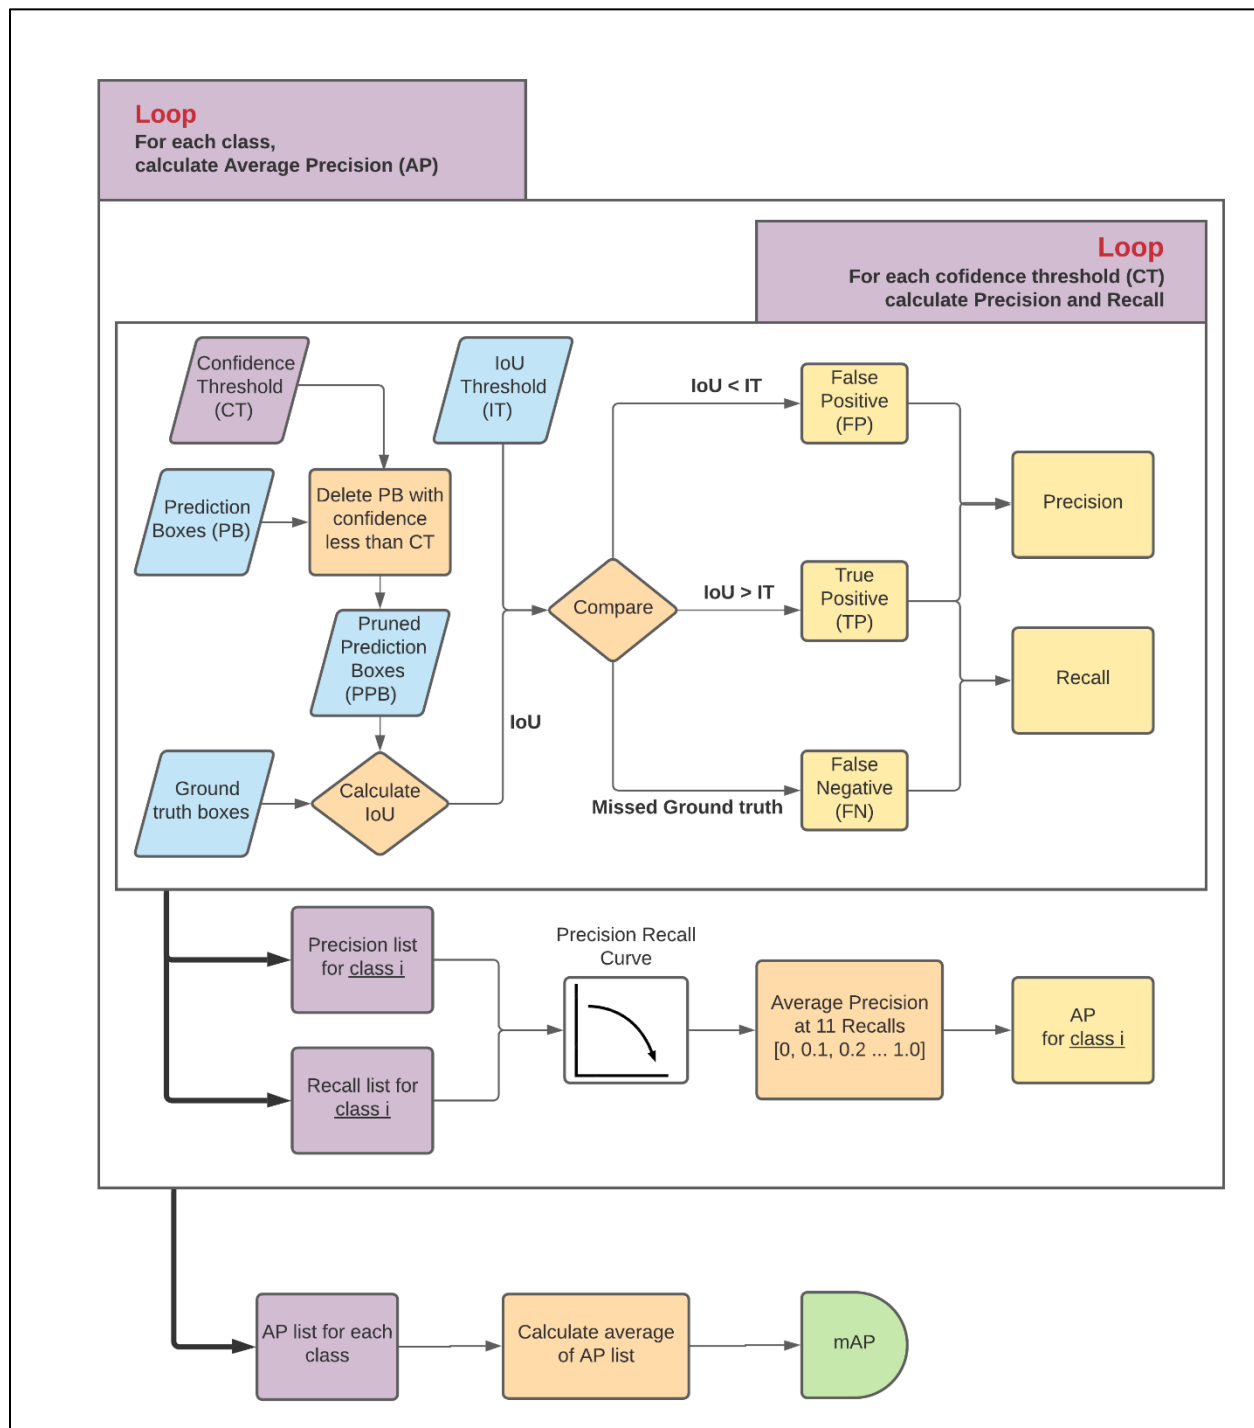 Loop
For each class,
calculate Average Precision (AP)
Loop
For each cofidence threshold (CT)
calculate Precision and Recall
Confidence
Threshold
(CT)
IoU
Threshold
(IT)
IoU < IT
False
Positive
(FP)
Prediction
Boxes (PB)
Delete PB with
confidence
less than CT
Precision
Pruned
Prediction
Boxes
(PPB)
Compare
IoU > IT
True
Positive
(TP)
Recall
IoU
Ground
truth boxes
Calculate
IoU
Missed Ground truth
False
Negative
(FN)
Precision list
for class i
Recall list for
class i
Precision Recall
Curve
Average Precision
at 11 Recalls
[0, 0.1, 0.2 ... 1.0]
AP
for class i
AP list for each
class
Calculate average
of AP list
mAP